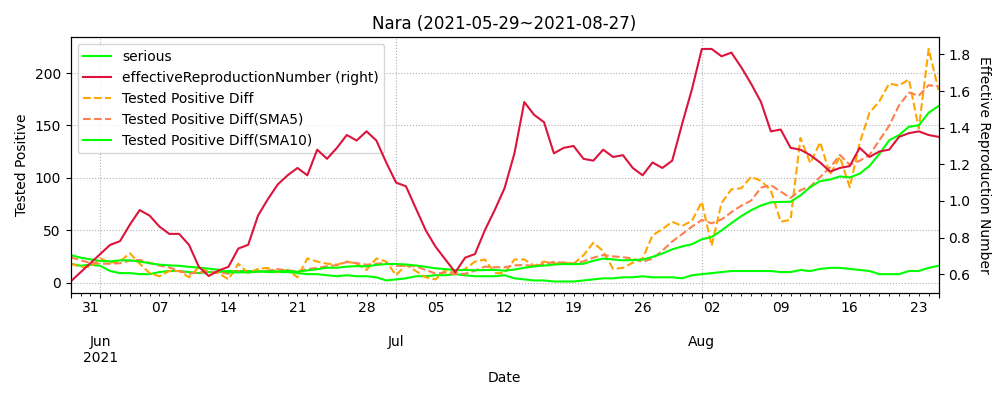 Nara (2021-05-29~2021-08-27)
serious
effectiveReproductionNumber (right)
Tested Positive Diff
Tested Positive Diff(SMA5)
Tested Positive Diff(SMA10)
Tested Positive
200
150
100
50
0
1.8
1.6
1.4
1.2
1.0
0.8
0.6
Effective Reproduction Number
31 07 14 21 28 05 12 19 26 02 09 16 23
Jun Jul Aug
2021
Date